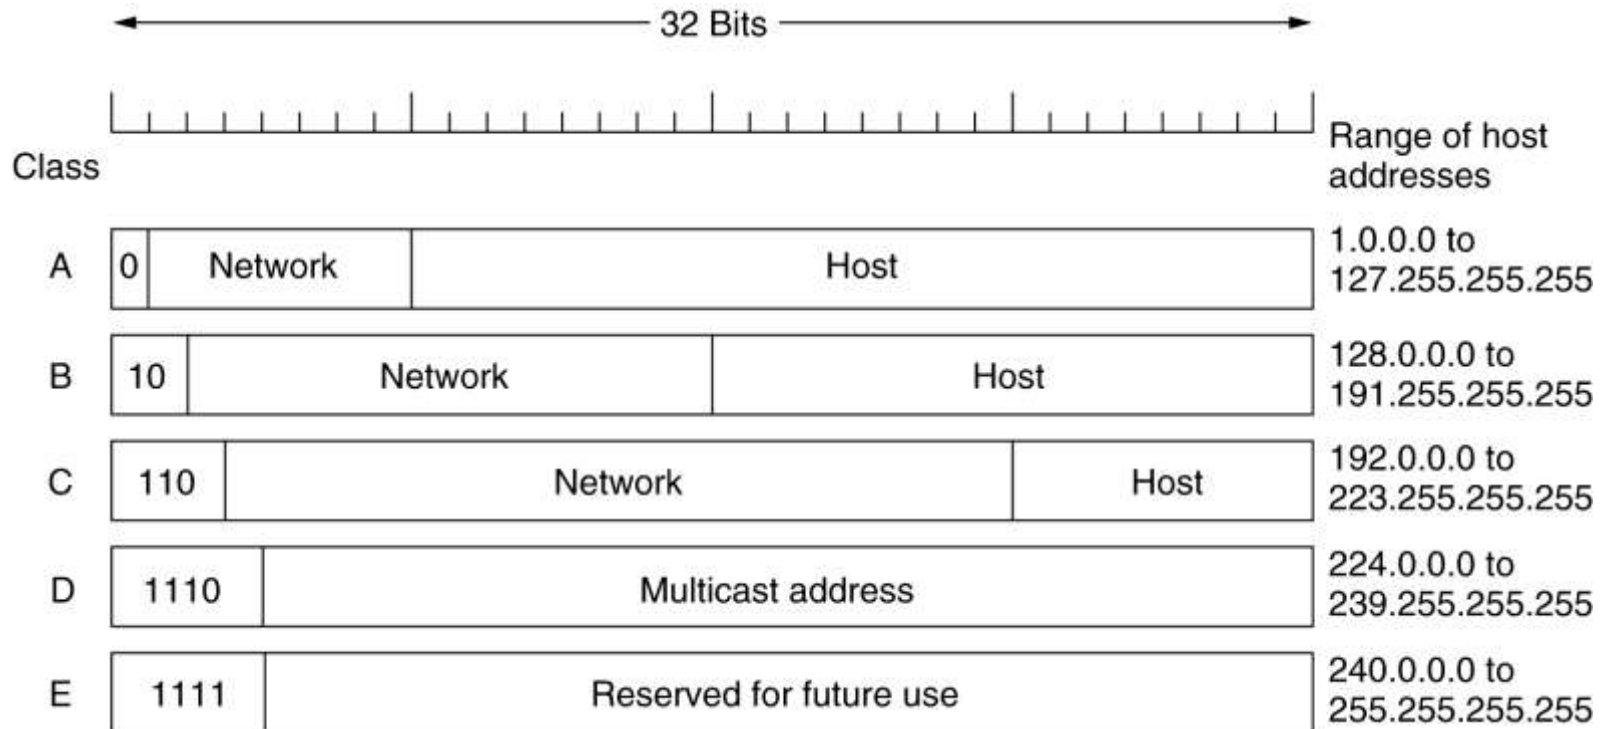 32 Bits
Class
Range of host
addresses
A
0
Network
Host
1.0.0.0 to
127.255.255.255
B
10
Network
Host
128.0.0.0 to
191.255.255.255
C
110
Network
Host
192.0.0.0 to
223.255.255.255
D
1110
Multicast address
224.0.0.0 to
239.255.255.255
E
1111
Reserved for future use
240.0.0.0 to
255.255.255.255